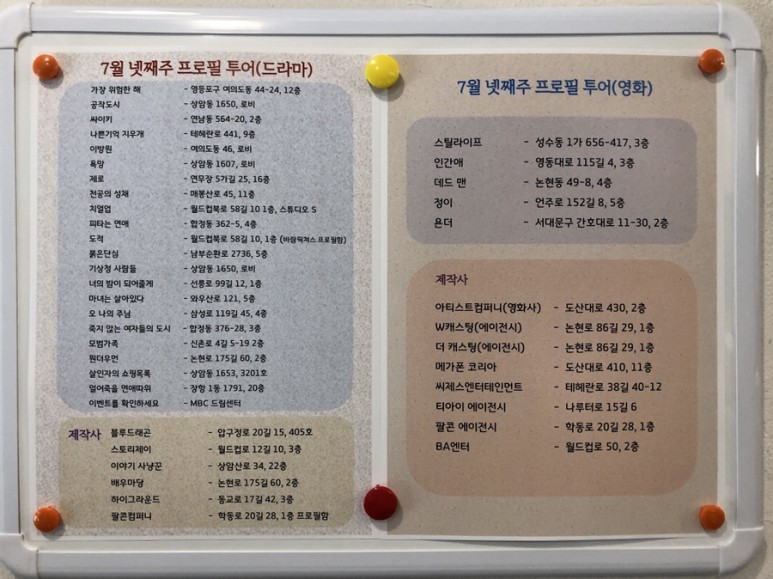 7월 넷째주 프로필 투어(드라마)
가장 위험한 해 - 영등포구 여의도동 44-24, 12층
공작도시 - 상암동 1650, 로비
싸이키 - 연남동 564-20, 2층
나쁜기억 지우개 - 테헤란로 441, 9층
이방원 - 여의도동 46, 로비
욕망 - 상암동 1607, 로비
제로 - 연무장 5가길 25, 16층
전공의 성채 - 매봉산로 45, 11층
치얼업 - 월드컵북로 58길 10 1층, 스튜디오 S
피타는 연애 - 합정동 362-5, 4층
도적 - 월드컵북로 58길 10, 1층 (바람픽쳐스 프로필함)
붉은단심 - 남부순환로 2736, 5층
기상청 사람들 - 상암동 1650, 로비
너의 밤이 되어줄게 - 선릉로 99길 12, 1층
마녀는 살아있다 - 와우산로 121, 5층
오 나의 주님 - 삼성로 119길 45, 4층
죽지 않는 여자들의 도시 - 합정동 376-28, 3층
모범가족 - 신촌로 4길 5-19 2층
원더우먼 - 논현로 175길 60, 2층
살인자의 쇼핑목록 - 상암동 1653, 3201호
얼어죽을 연애따위 - 장항 1동 1791, 20층
이벤트를 확인하세요 - MBC 드림센터
제작사 블루드래곤 - 압구정로 20길 15, 405호
스토리제이 - 월드컵로 12길 10, 3층
이야기 사냥꾼 - 상암산로 34, 22층
배우마당 - 논현로 175길 60, 2층
하이그라운드 - 동교로 17길 42, 3층
팔콘컴퍼니 - 학동로 20길 28, 1층 프로필함
7월 넷째주 프로필 투어(영화)
스틸라이프 - 성수동 1가 656-417, 3층
인간애 - 영동대로 115길 4, 3층
데드 맨 - 논현동 49-8, 4층
정이 - 언주로 152길 8, 5층
욘더 - 서대문구 간호대로 11-30, 2층
제작사
아티스트컴퍼니(영화사) - 도산대로 430, 2층
W캐스팅(에이전시) - 논현로 86길 29, 1층
더 캐스팅(에이전시) - 논현로 86길 29, 1층
메가폰 코리아 - 도산대로 410, 11층
씨제스엔터테인먼트 - 테헤란로 38길 40-12
티아이 에이전시 - 나루터로 15길 6
팔콘 에이전시 - 학동로 20길 28, 1층
BA엔터 - 월드컵로 50, 2층